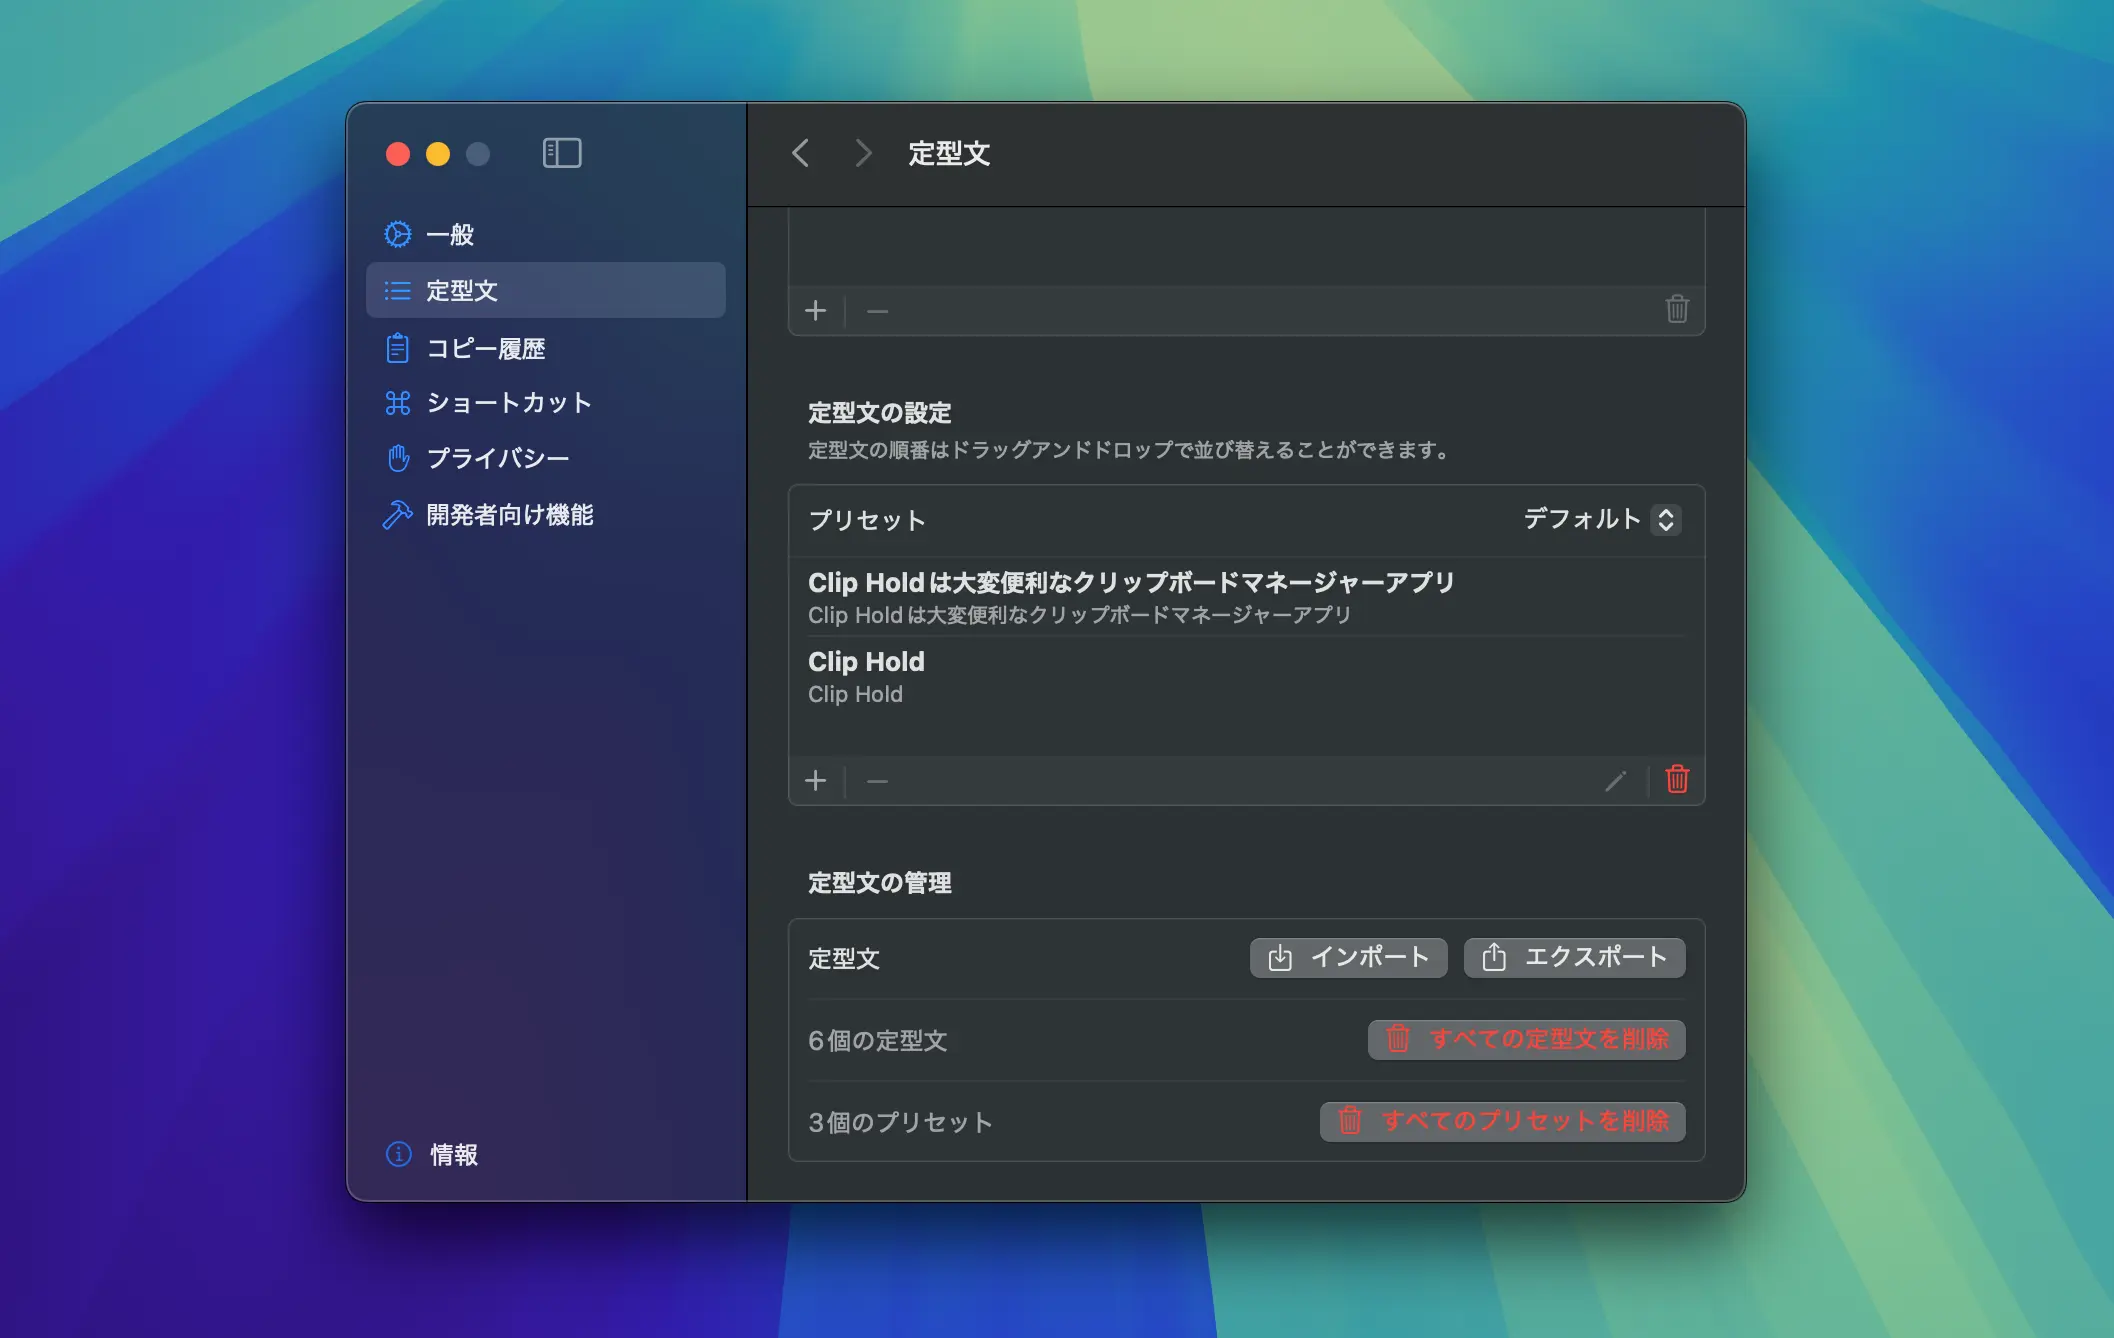 一般
定型文
コピー履歴
ショートカット
プライバシー
開発者向け機能
情報
定型文
定型文の設定
定型文の順番はドラッグアンドドロップで並び替えることができます。
プリセット デフォルト
Clip Holdは大変便利なクリップボードマネージャーアプリ
Clip Holdは大変便利なクリップボードマネージャーアプリ
Clip Hold
Clip Hold
定型文の管理
定型文 インポート エクスポート
6個の定型文 すべての定型文を削除
3個のプリセット すべてのプリセットを削除